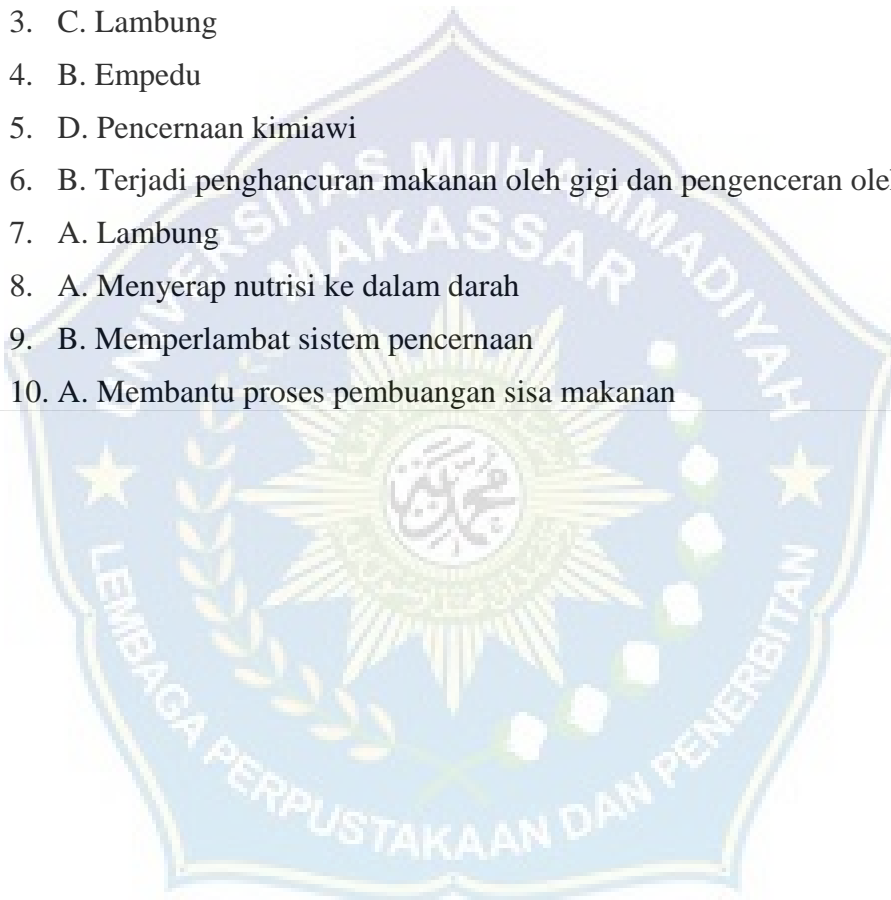 3. C. Lambung
4. B. Empedu
5. D. Pencernaan kimiawi
6. B. Terjadi penghancuran makanan oleh gigi dan pengenceran
7. A. Lambung
8. A. Menyerap nutrisi ke dalam darah
9. B. Memperlambat sistem pencernaan
10. A. Membantu proses pembuangan sisa makanan
UNIVERSITAS MUHAMMADIYAH
MAKASSAR
LEMBAGA PERPUSTAKAAN DAN PENERBITAN